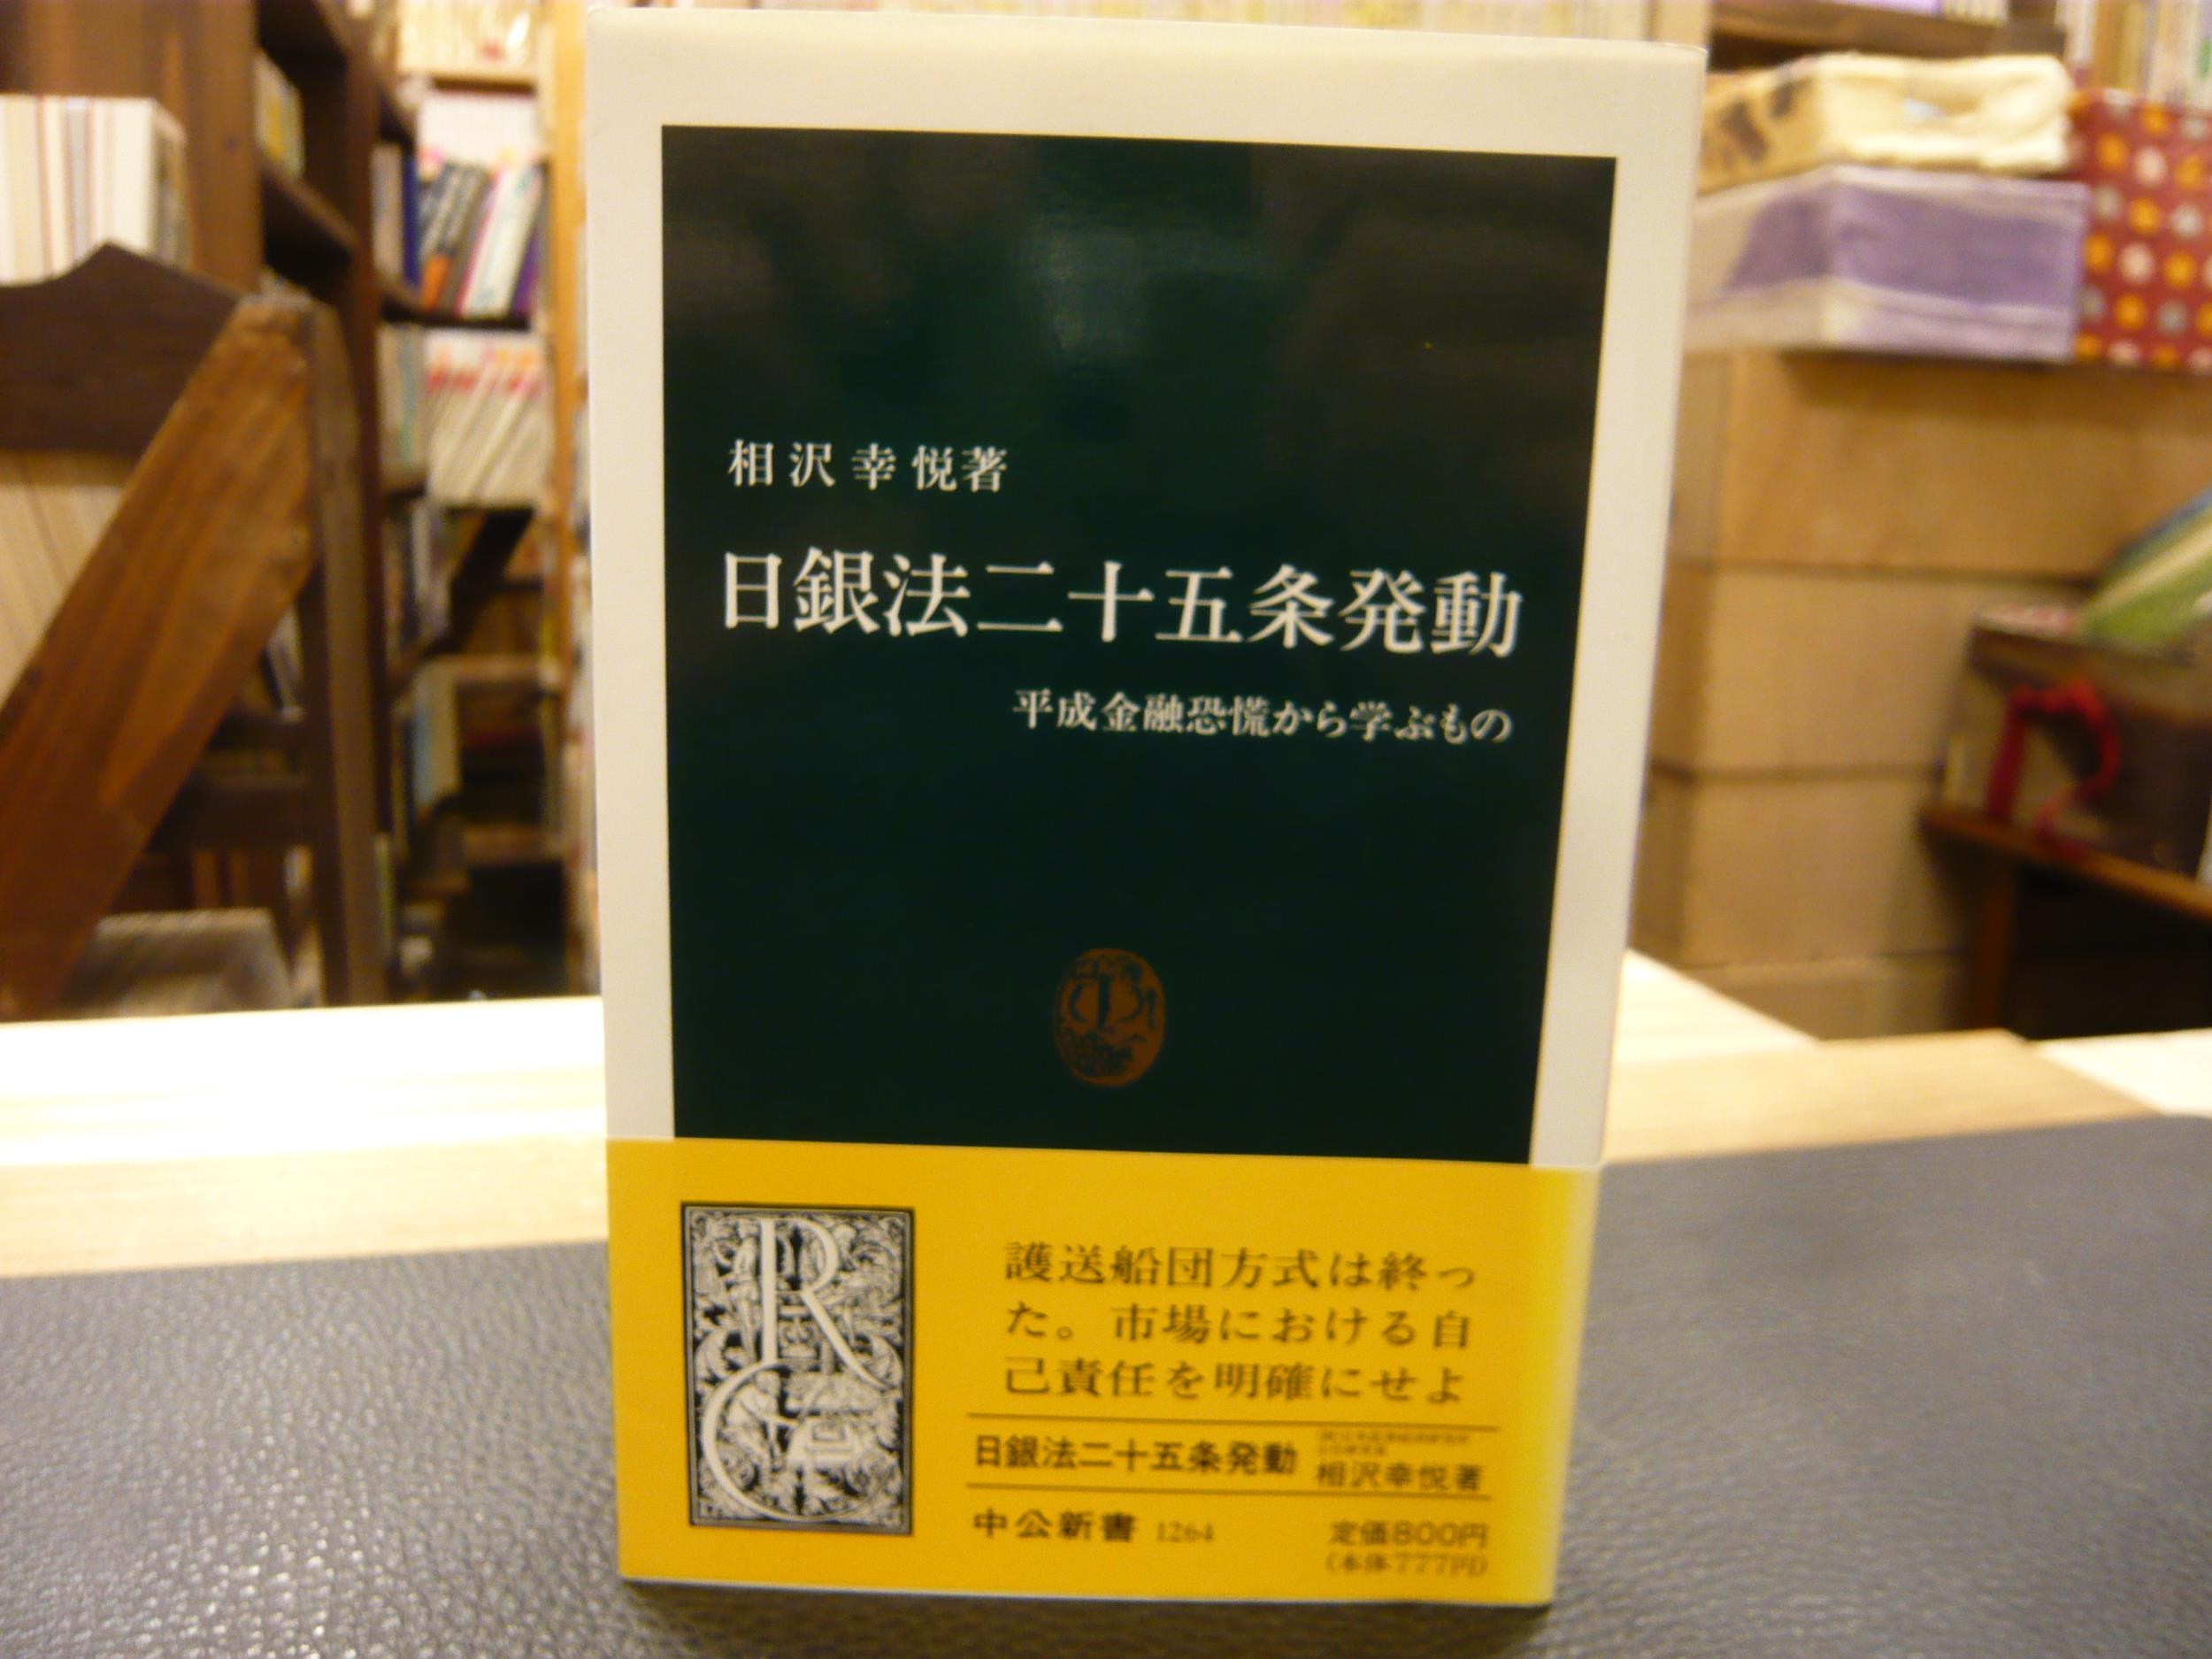 相沢幸悦著
日銀法二十五条発動
平成金融恐慌から学ぶもの
護送船団方式は終っ
た。市場における自
己責任を明確にせよ
日銀法二十五条発動
相沢幸悦著
中公新書 1264
定価800円
(本体777円)
R
C